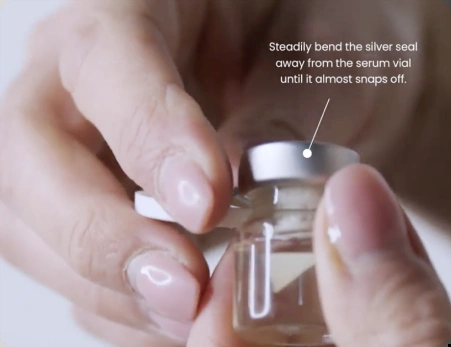 Steadily bend the silver seal
away from the serum vial
until it almost snaps off.